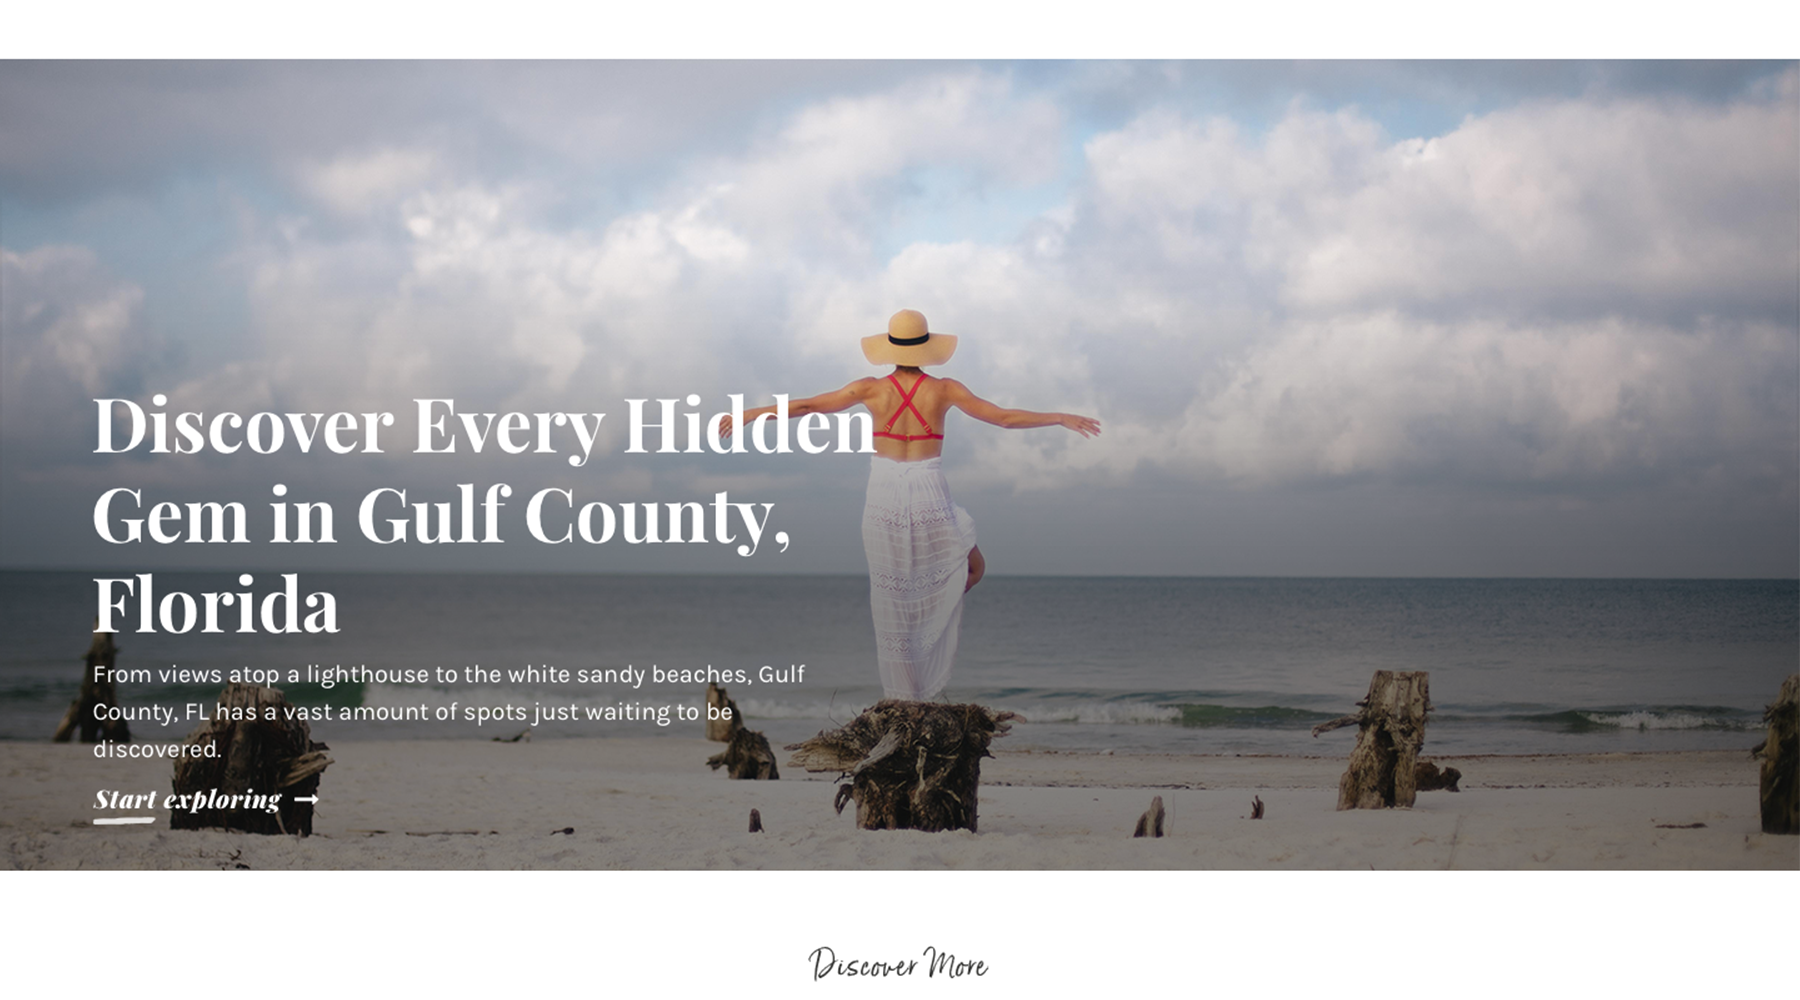 Discover Every Hidden
Gem in Gulf County,
Florida
From views atop a lighthouse to the white sandy beaches, Gulf
County, FL has a vast amount of spots just waiting to be
discovered.
Start exploring →
Discover More